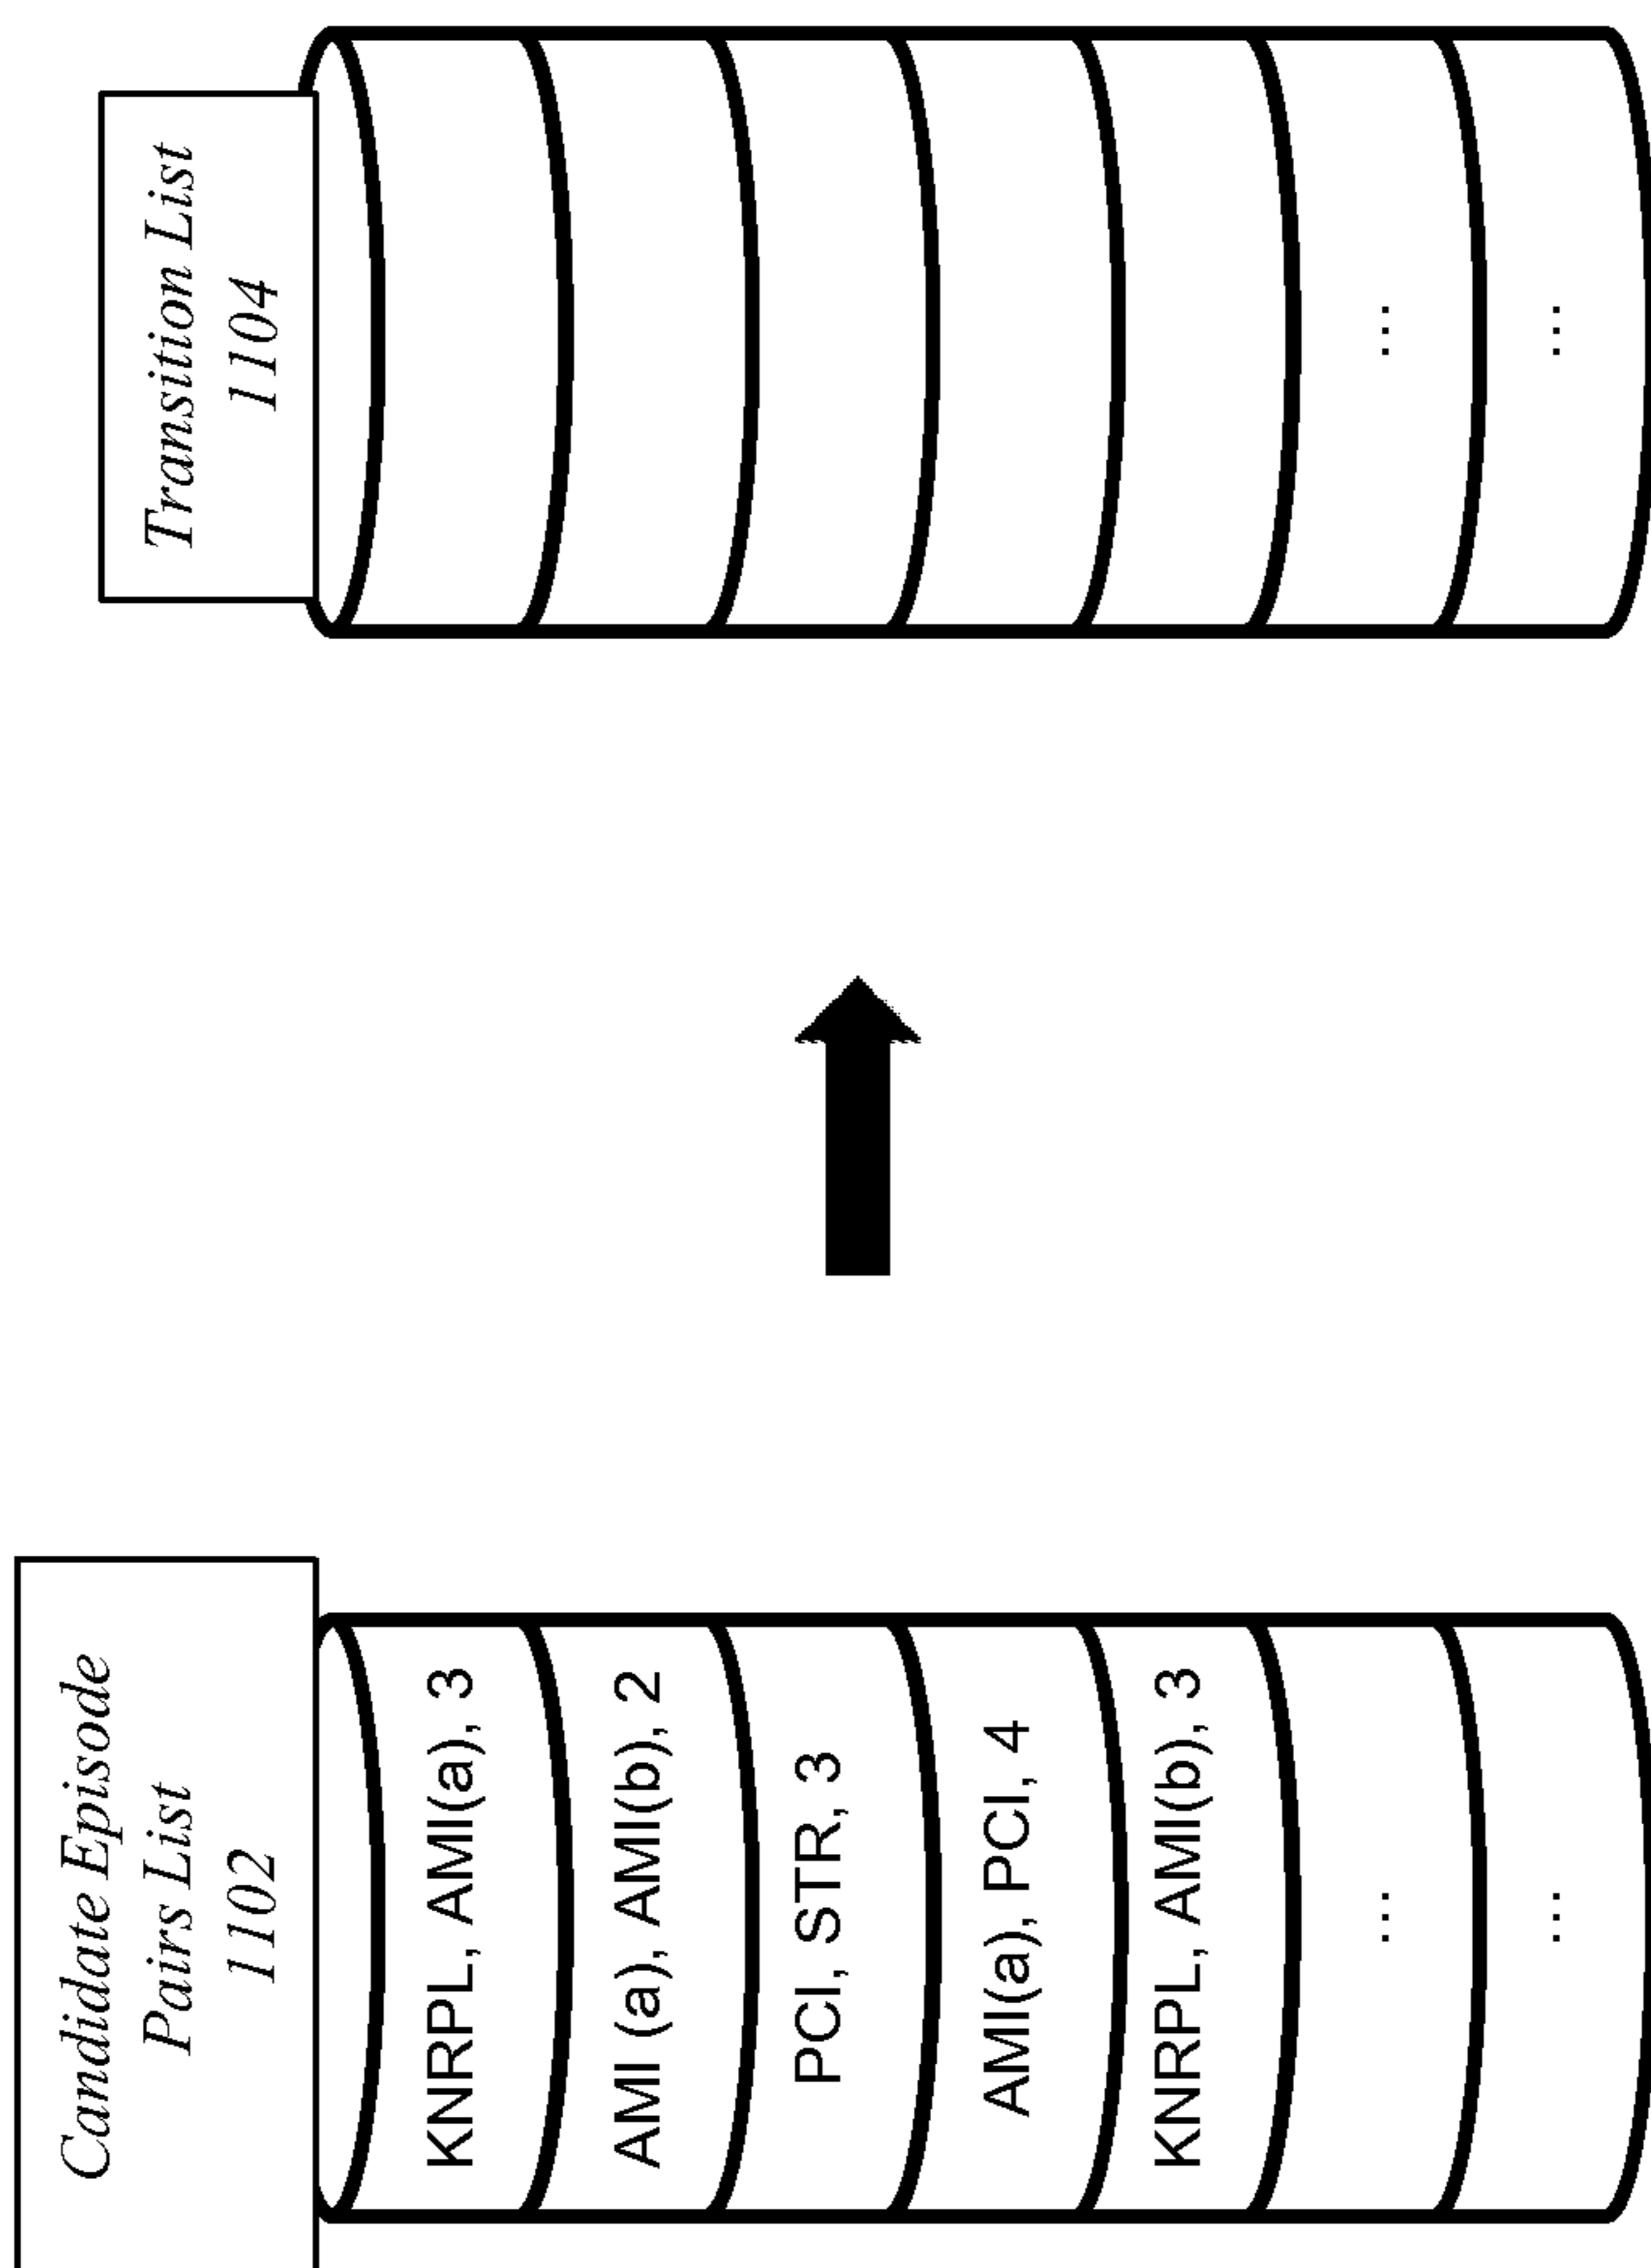 Candidate Episode
Pairs List
1102
KNRPL, AMI(a), 3
AMI (a), AMI(b), 2
PCI, STR, 3
AMI(a), PCI, 4
KNRPL, AMI(b), 3
...
...
Transition List
1104
...
...